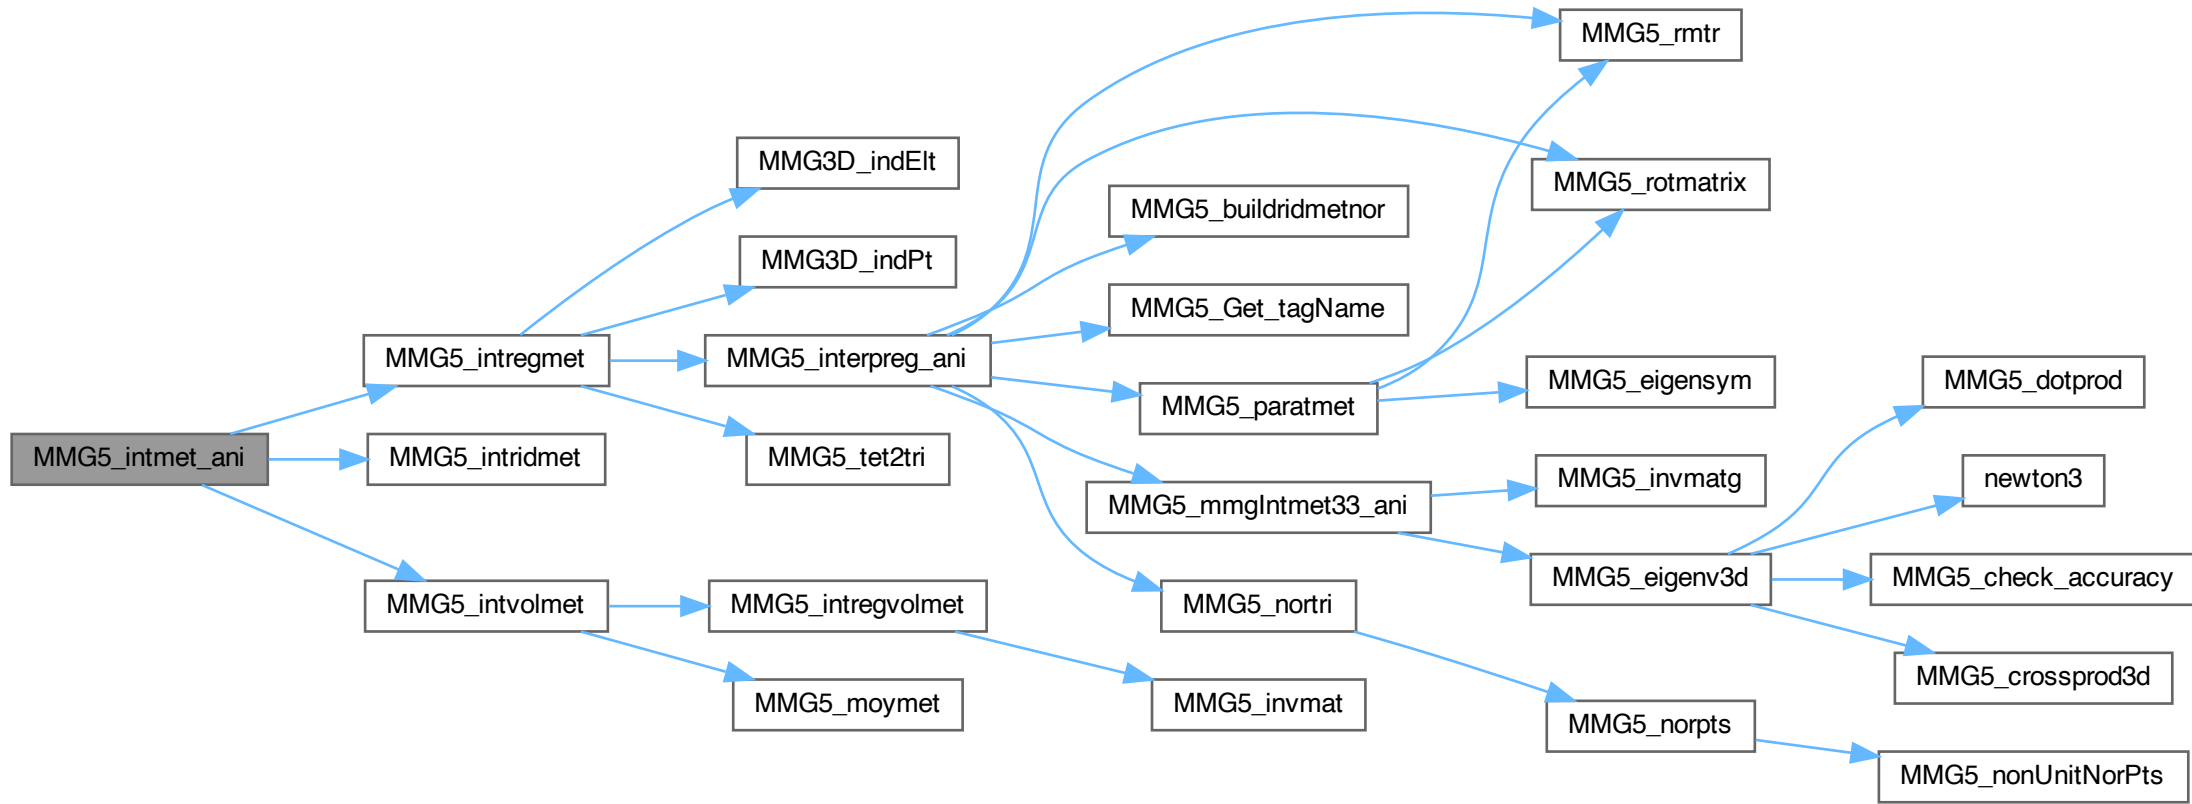 MMG5_rmtr
MMG3D_indElt
MMG5_rotmatrix
MMG5_buildridmetnor
MMG3D_indPt
MMG5_Get_tagName
MMG5_intregmet
MMG5_interpreg_ani
MMG5_eigensym
MMG5_dotprod
MMG5_paratmet
MMG5_intmet_ani
MMG5_intridmet
MMG5_tet2tri
MMG5_invmatg
newton3
MMG5_mmgIntmet33_ani
MMG5_eigenv3d
MMG5_check_accuracy
MMG5_intvolmet
MMG5_intregvolmet
MMG5_nortri
MMG5_crossprod3d
MMG5_moymet
MMG5_invmat
MMG5_norpts
MMG5_nonUnitNorPts